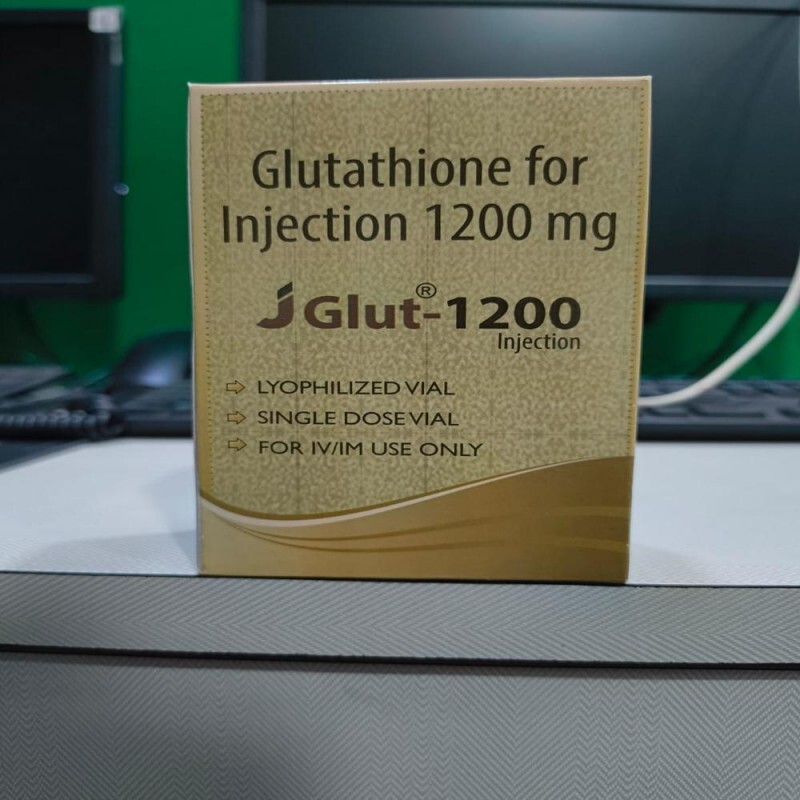 Glutathione for
Injection 1200 mg
J Glut®-1200
Injection
⇨ LYOPHILIZED VIAL
⇨ SINGLE DOSE VIAL
⇨ FOR IV/IM USE ONLY